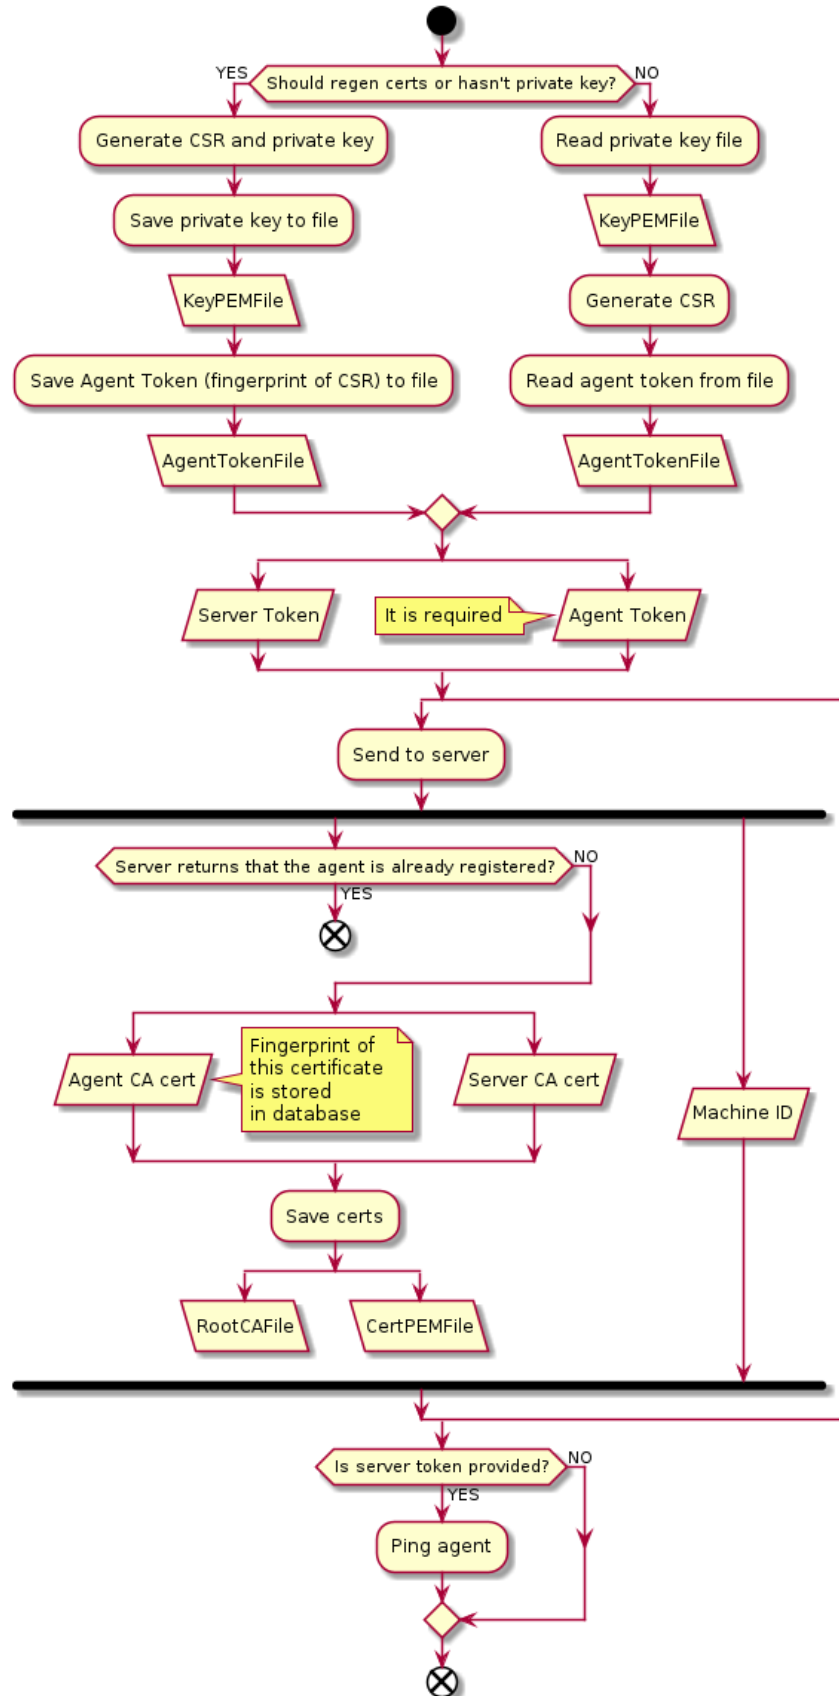 Should regen certs or hasn't private key?
YES
NO
Generate CSR and private key
Read private key file
Save private key to file
KeyPEMFile
KeyPEMFile
Generate CSR
Save Agent Token (fingerprint of CSR) to file
Read agent token from file
AgentTokenFile
AgentTokenFile
Server Token
It is required
Agent Token
Send to server
Server returns that the agent is already registered?
NO
YES
Agent CA cert
Fingerprint of
this certificate
is stored
in database
Server CA cert
Machine ID
Save certs
RootCAFile
CertPEMFile
Is server token provided?
NO
YES
Ping agent